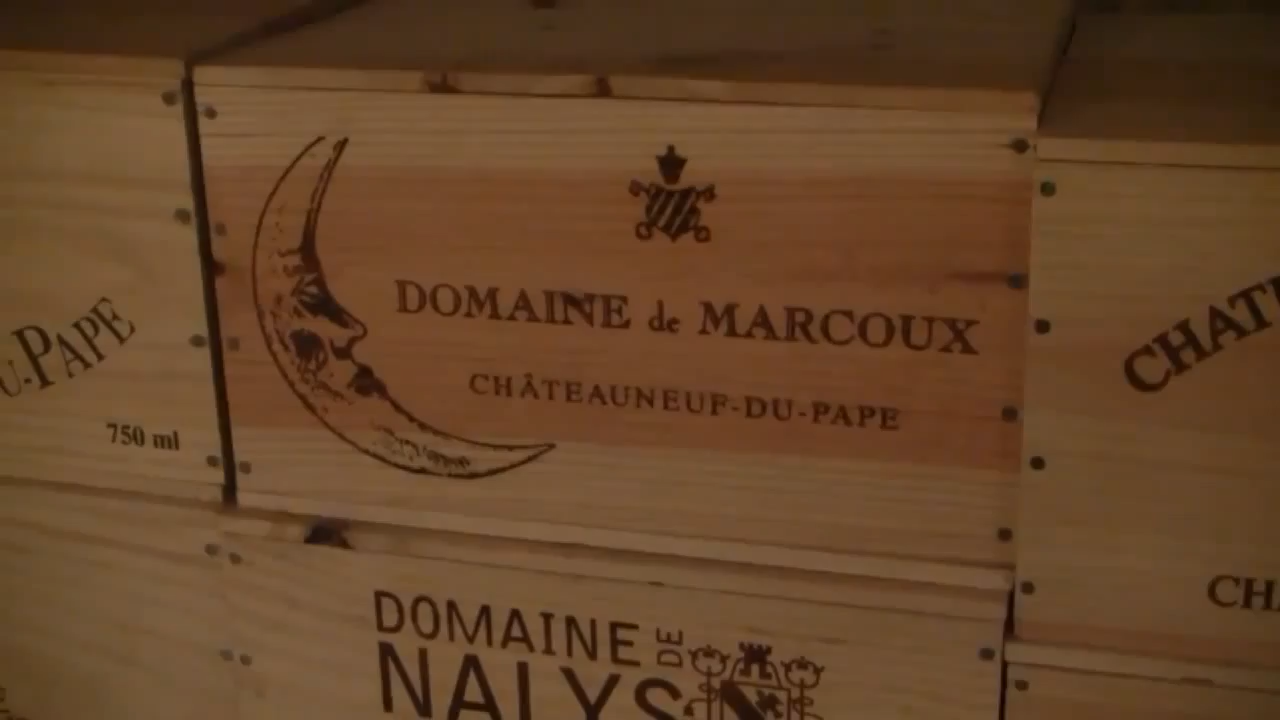 U-PAPE
750 ml
DOMAINE de MARCOUX
CHÂTEAUNEUF-DU-PAPE
CHAT
CH
DOMAINE DE
NALYS